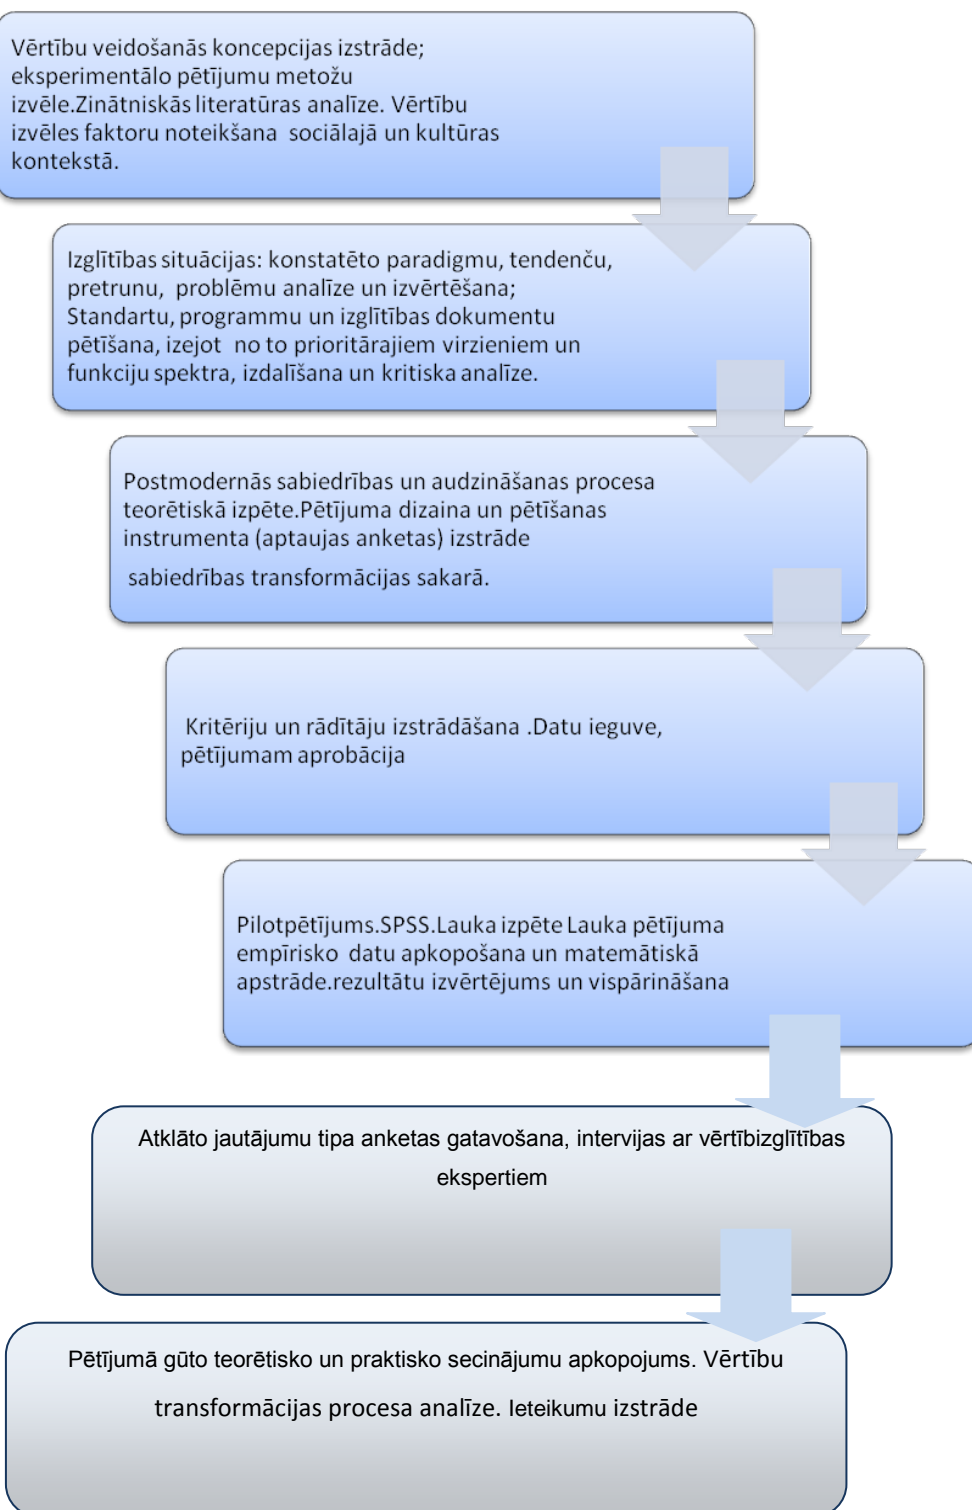 Vērtību veidošanās koncepcijas izstrāde;
eksperimentālo pētījumu metožu
izvēle.Zinātniskās literatūras analīze. Vērtību
izvēles faktoru noteikšana sociālajā un kultūras
kontekstā.
Izglītības situācijas: konstatēto paradigmu, tendenču,
pretrunu, problēmu analīze un izvērtēšana;
Standartu, programmu un izglītības dokumentu
pētīšana, izejot no to prioritārajiem virzieniem un
funkciju spektra, izdalīšana un kritiska analīze.
Postmodernās sabiedrības un audzināšanas procesa
teorētiskā izpēte.Pētījuma dizaina un pētīšanas
instrumenta (aptaujas anketas) izstrāde
sabiedrības transformācijas sakarā.
Kritēriju un rādītāju izstrādāšana .Datu ieguve,
pētījumam aprobācija
Pilotpētījums.SPSS.Lauka izpēte Lauka pētījuma
empīrisko datu apkopošana un matemātiskā
apstrāde.rezultātu izvērtējums un vispārināšana
Atklāto jautājumu tipa anketas gatavošana, intervijas ar vērtībizglītības
ekspertiem
Pētījumā gūto teorētisko un praktisko secinājumu apkopojums. Vērtību
transformācijas procesa analīze. Ieteikumu izstrāde